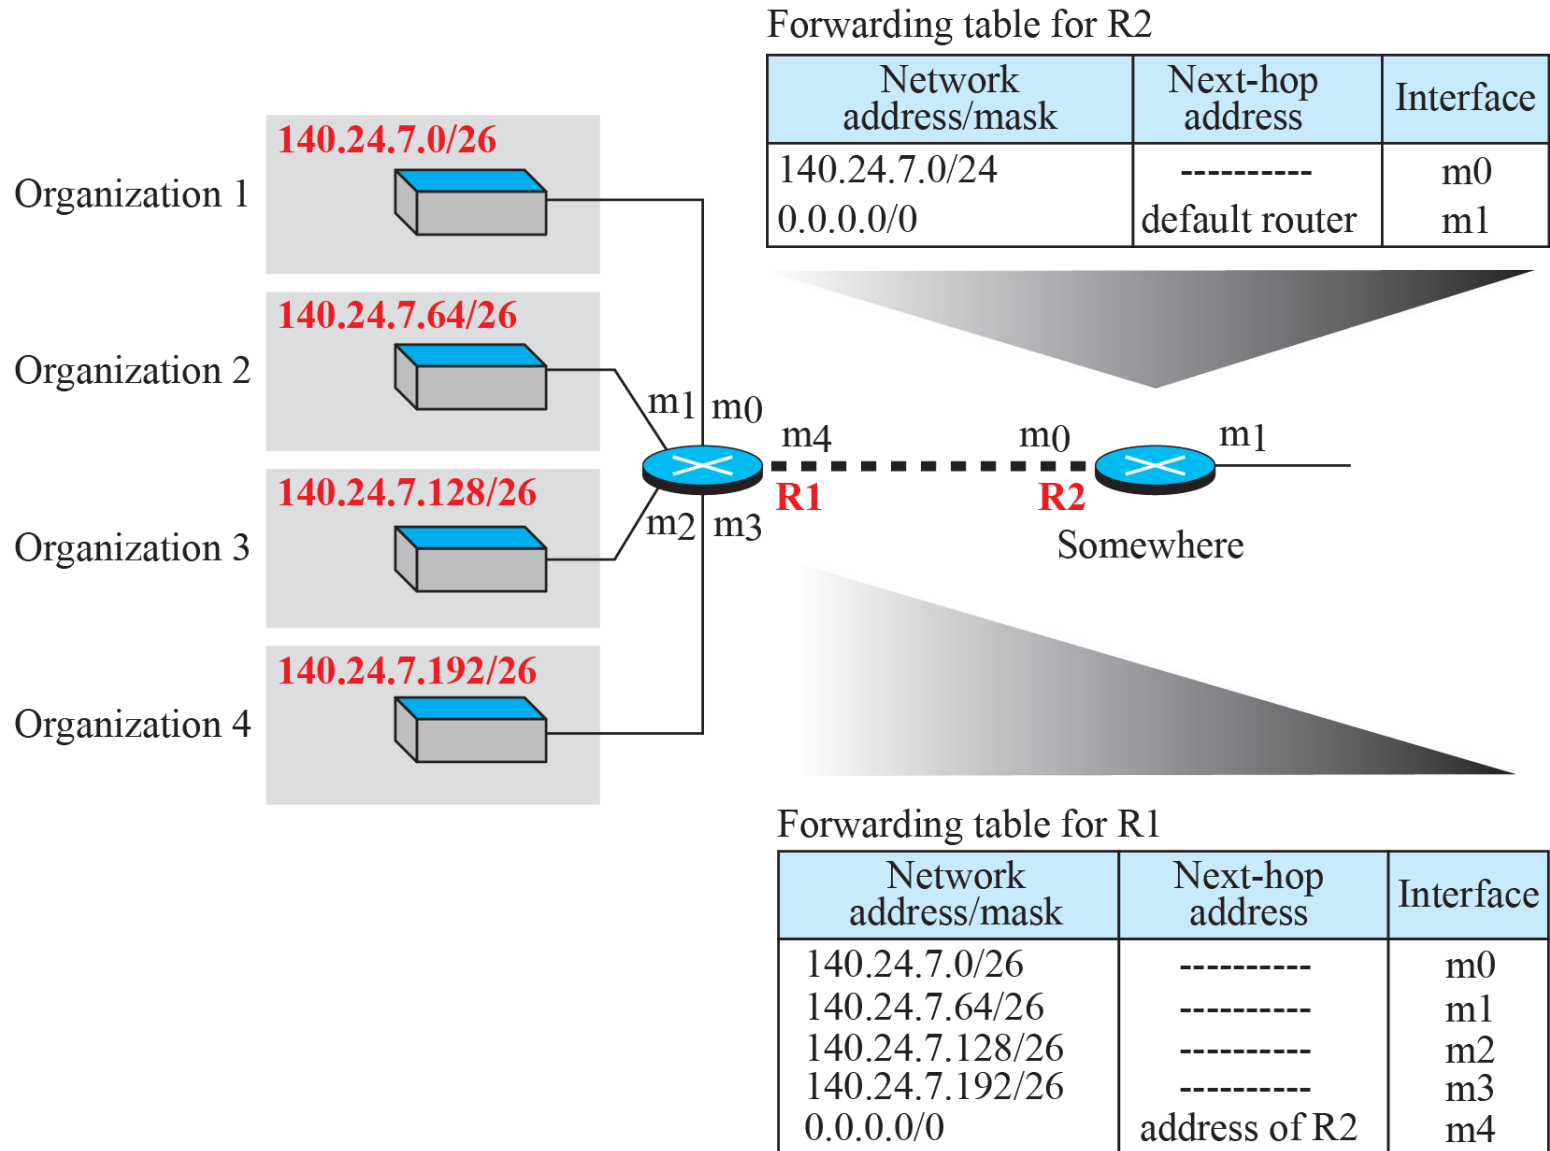 Forwarding table for R2
Network address/mask Next-hop address Interface
140.24.7.0/24 ---------- m0
0.0.0.0/0 default router m1
Organization 1
140.24.7.0/26
Organization 2
140.24.7.64/26
Organization 3
140.24.7.128/26
Organization 4
140.24.7.192/26
m1 m0
m2 m3
m4 m0 m1
R1 R2
Somewhere
Forwarding table for R1
Network address/mask Next-hop address Interface
140.24.7.0/26 ---------- m0
140.24.7.64/26 ---------- m1
140.24.7.128/26 ---------- m2
140.24.7.192/26 ---------- m3
0.0.0.0/0 address of R2 m4